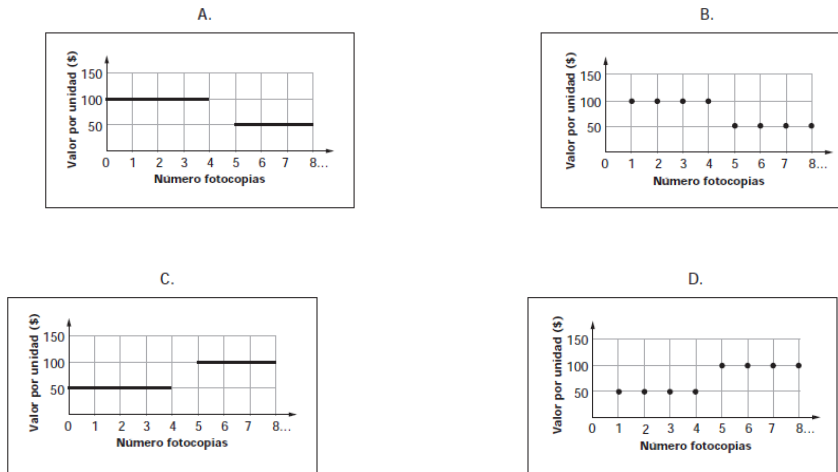 A.
Valor por unidad ($)
150
100
50
0 1 2 3 4 5 6 7 8...
Número fotocopias
B.
Valor por unidad ($)
150
100
50
0 1 2 3 4 5 6 7 8...
Número fotocopias
C.
Valor por unidad ($)
150
100
50
0 1 2 3 4 5 6 7 8...
Número fotocopias
D.
Valor por unidad ($)
150
100
50
0 1 2 3 4 5 6 7 8...
Número fotocopias